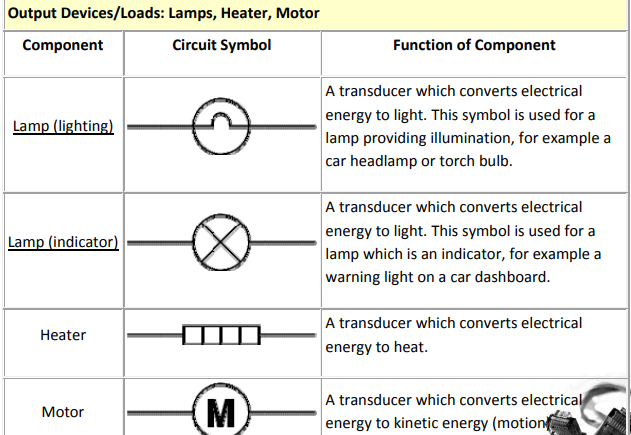 Output Devices/Loads: Lamps, Heater, Motor
Component Circuit Symbol Function of Component
Lamp (lighting)
A transducer which converts electrical
energy to light. This symbol is used for a
lamp providing illumination, for example a
car headlamp or torch bulb.
Lamp (indicator)
A transducer which converts electrical
energy to light. This symbol is used for a
lamp which is an indicator, for example a
warning light on a car dashboard.
Heater
A transducer which converts electrical
energy to heat.
Motor
M
A transducer which converts electrical
energy to kinetic energy (motion